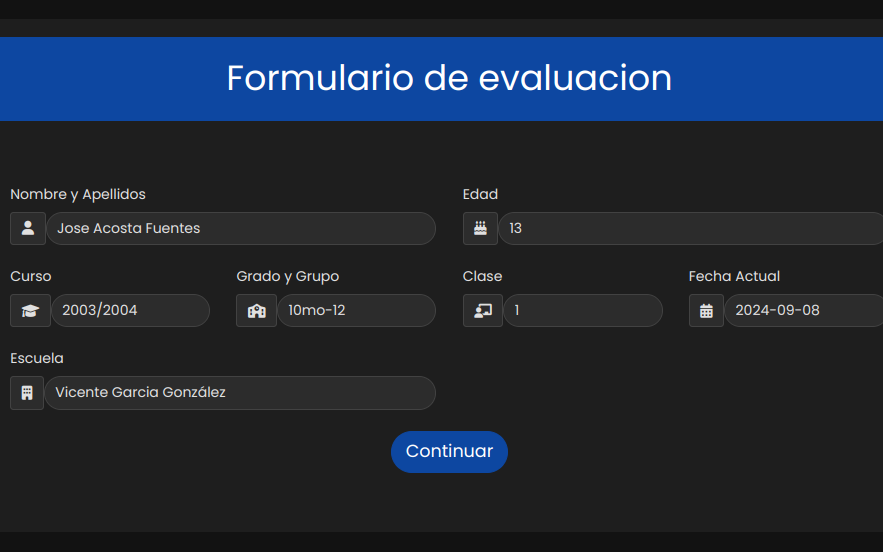 Formulario de evaluacion
Nombre y Apellidos
Edad
Jose Acosta Fuentes
13
Curso
Grado y Grupo
Clase
Fecha Actual
2003/2004
10mo-12
1
2024-09-08
Escuela
Vicente Garcia González
Continuar